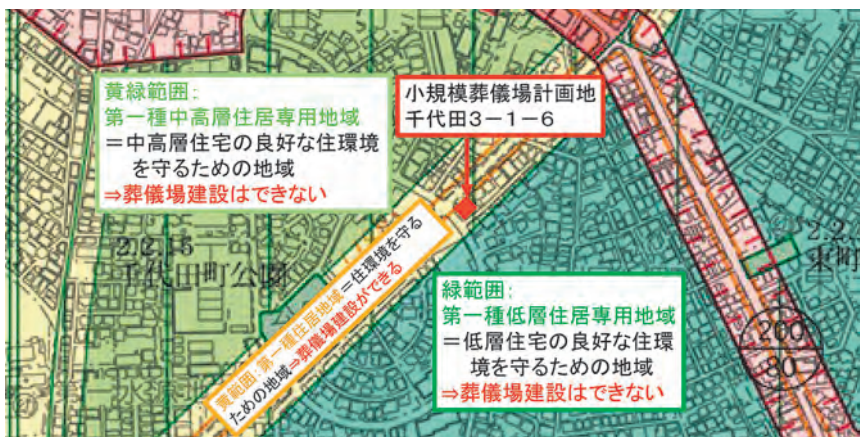 黄緑範囲：
第一種中高層住居専用地域
＝中高層住宅の良好な住環境
を守るための地域
⇒葬儀場建設はできない
小規模葬儀場計画地
千代田3－1－6
黄範囲：第一種住居地域＝住環境を守る
ための地域⇒葬儀場建設ができる
緑範囲：
第一種低層住居専用地域
＝低層住宅の良好な住環
境を守るための地域
⇒葬儀場建設はできない
2.2.15
千代田町公園
200
80